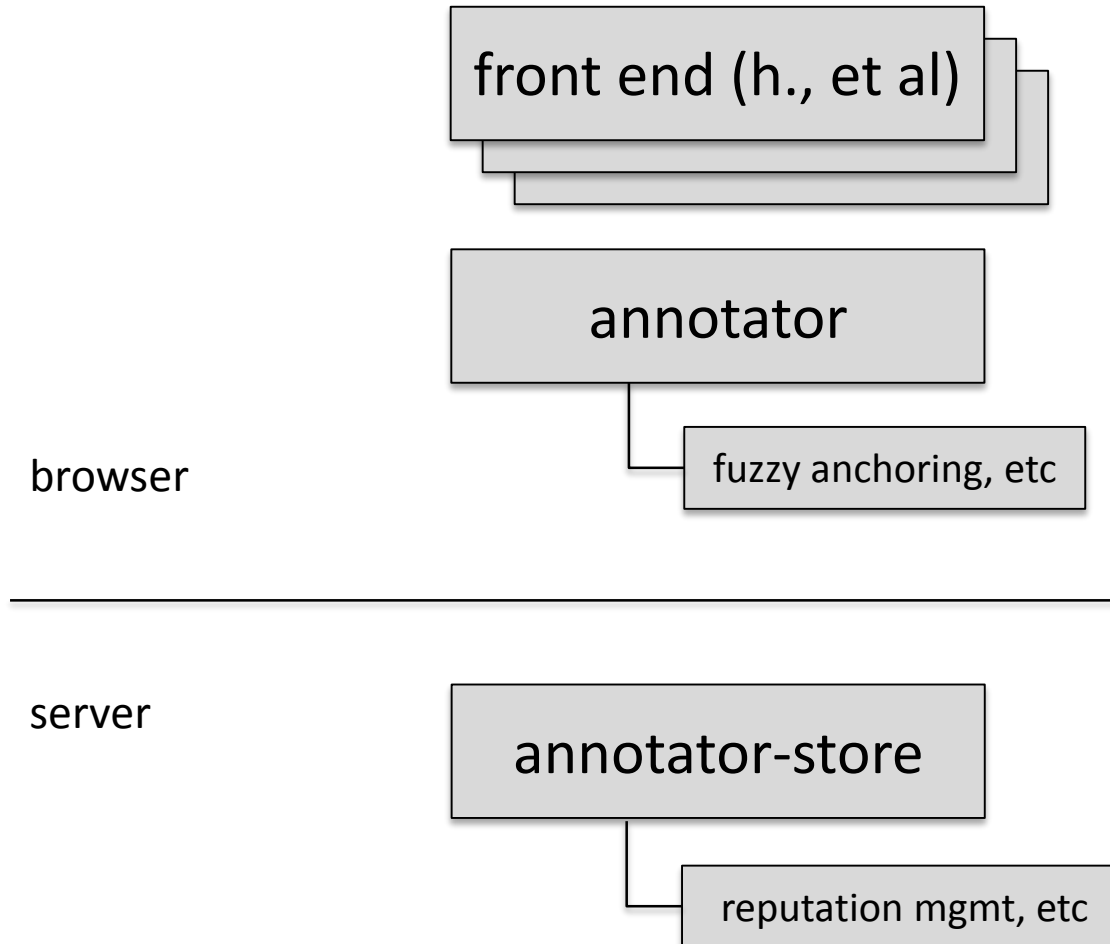 front end (h., et al)
annotator
fuzzy anchoring, etc
browser
server
annotator-store
reputation mgmt, etc